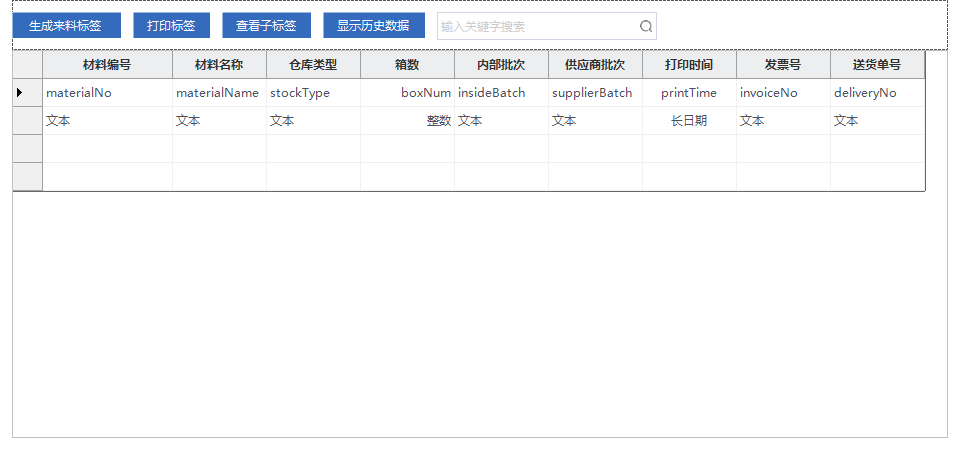 生成来料标签 打印标签 查看子标签 显示历史数据 输入关键字搜索
材料编号 材料名称 仓库类型 箱数 内部批次 供应商批次 打印时间 发票号 送货单号
materialNo materialName stockType boxNum insideBatch supplierBatch printTime invoiceNo deliveryNo
文本 文本 文本 整数 文本 文本 长日期 文本 文本